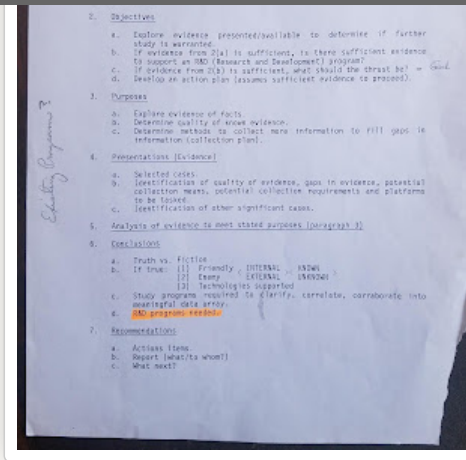 2. Objectives
a. Explore evidence presented/available to determine if further
study is warranted.
b. If evidence from 2(a) is sufficient, is there sufficient evidence
to support an R&D (Research and Development) program?
c. If evidence from 2(b) is sufficient, what should the thrust be?
d. Develop an action plan (assumes sufficient evidence to proceed).
3. Purposes
a. Explore evidence of facts.
b. Determine quality of known evidence.
c. Determine methods to collect more information to fill gaps in
information (collection plan).
Existing Programs?
4. Presentations (Evidence)
a. Selected cases.
b. Identification of quality of evidence, gaps in evidence, potential
collection means, potential collection requirements and platforms
to be tasked.
c. Identification of other significant cases.
5. Analysis of evidence to meet stated purposes (paragraph 3)
6. Conclusions
a. Truth vs. Fiction
b. If true: (1) Friendly, INTERNAL KNOWN
(2) Enemy EXTERNAL UNKNOWN
(3) Technologies supported
c. Study programs required to clarify, correlate, corroborate into
meaningful data array.
d. R&D programs needed.
7. Recommendations
a. Actions Items
b. Report (what/to whom?)
c. What next?